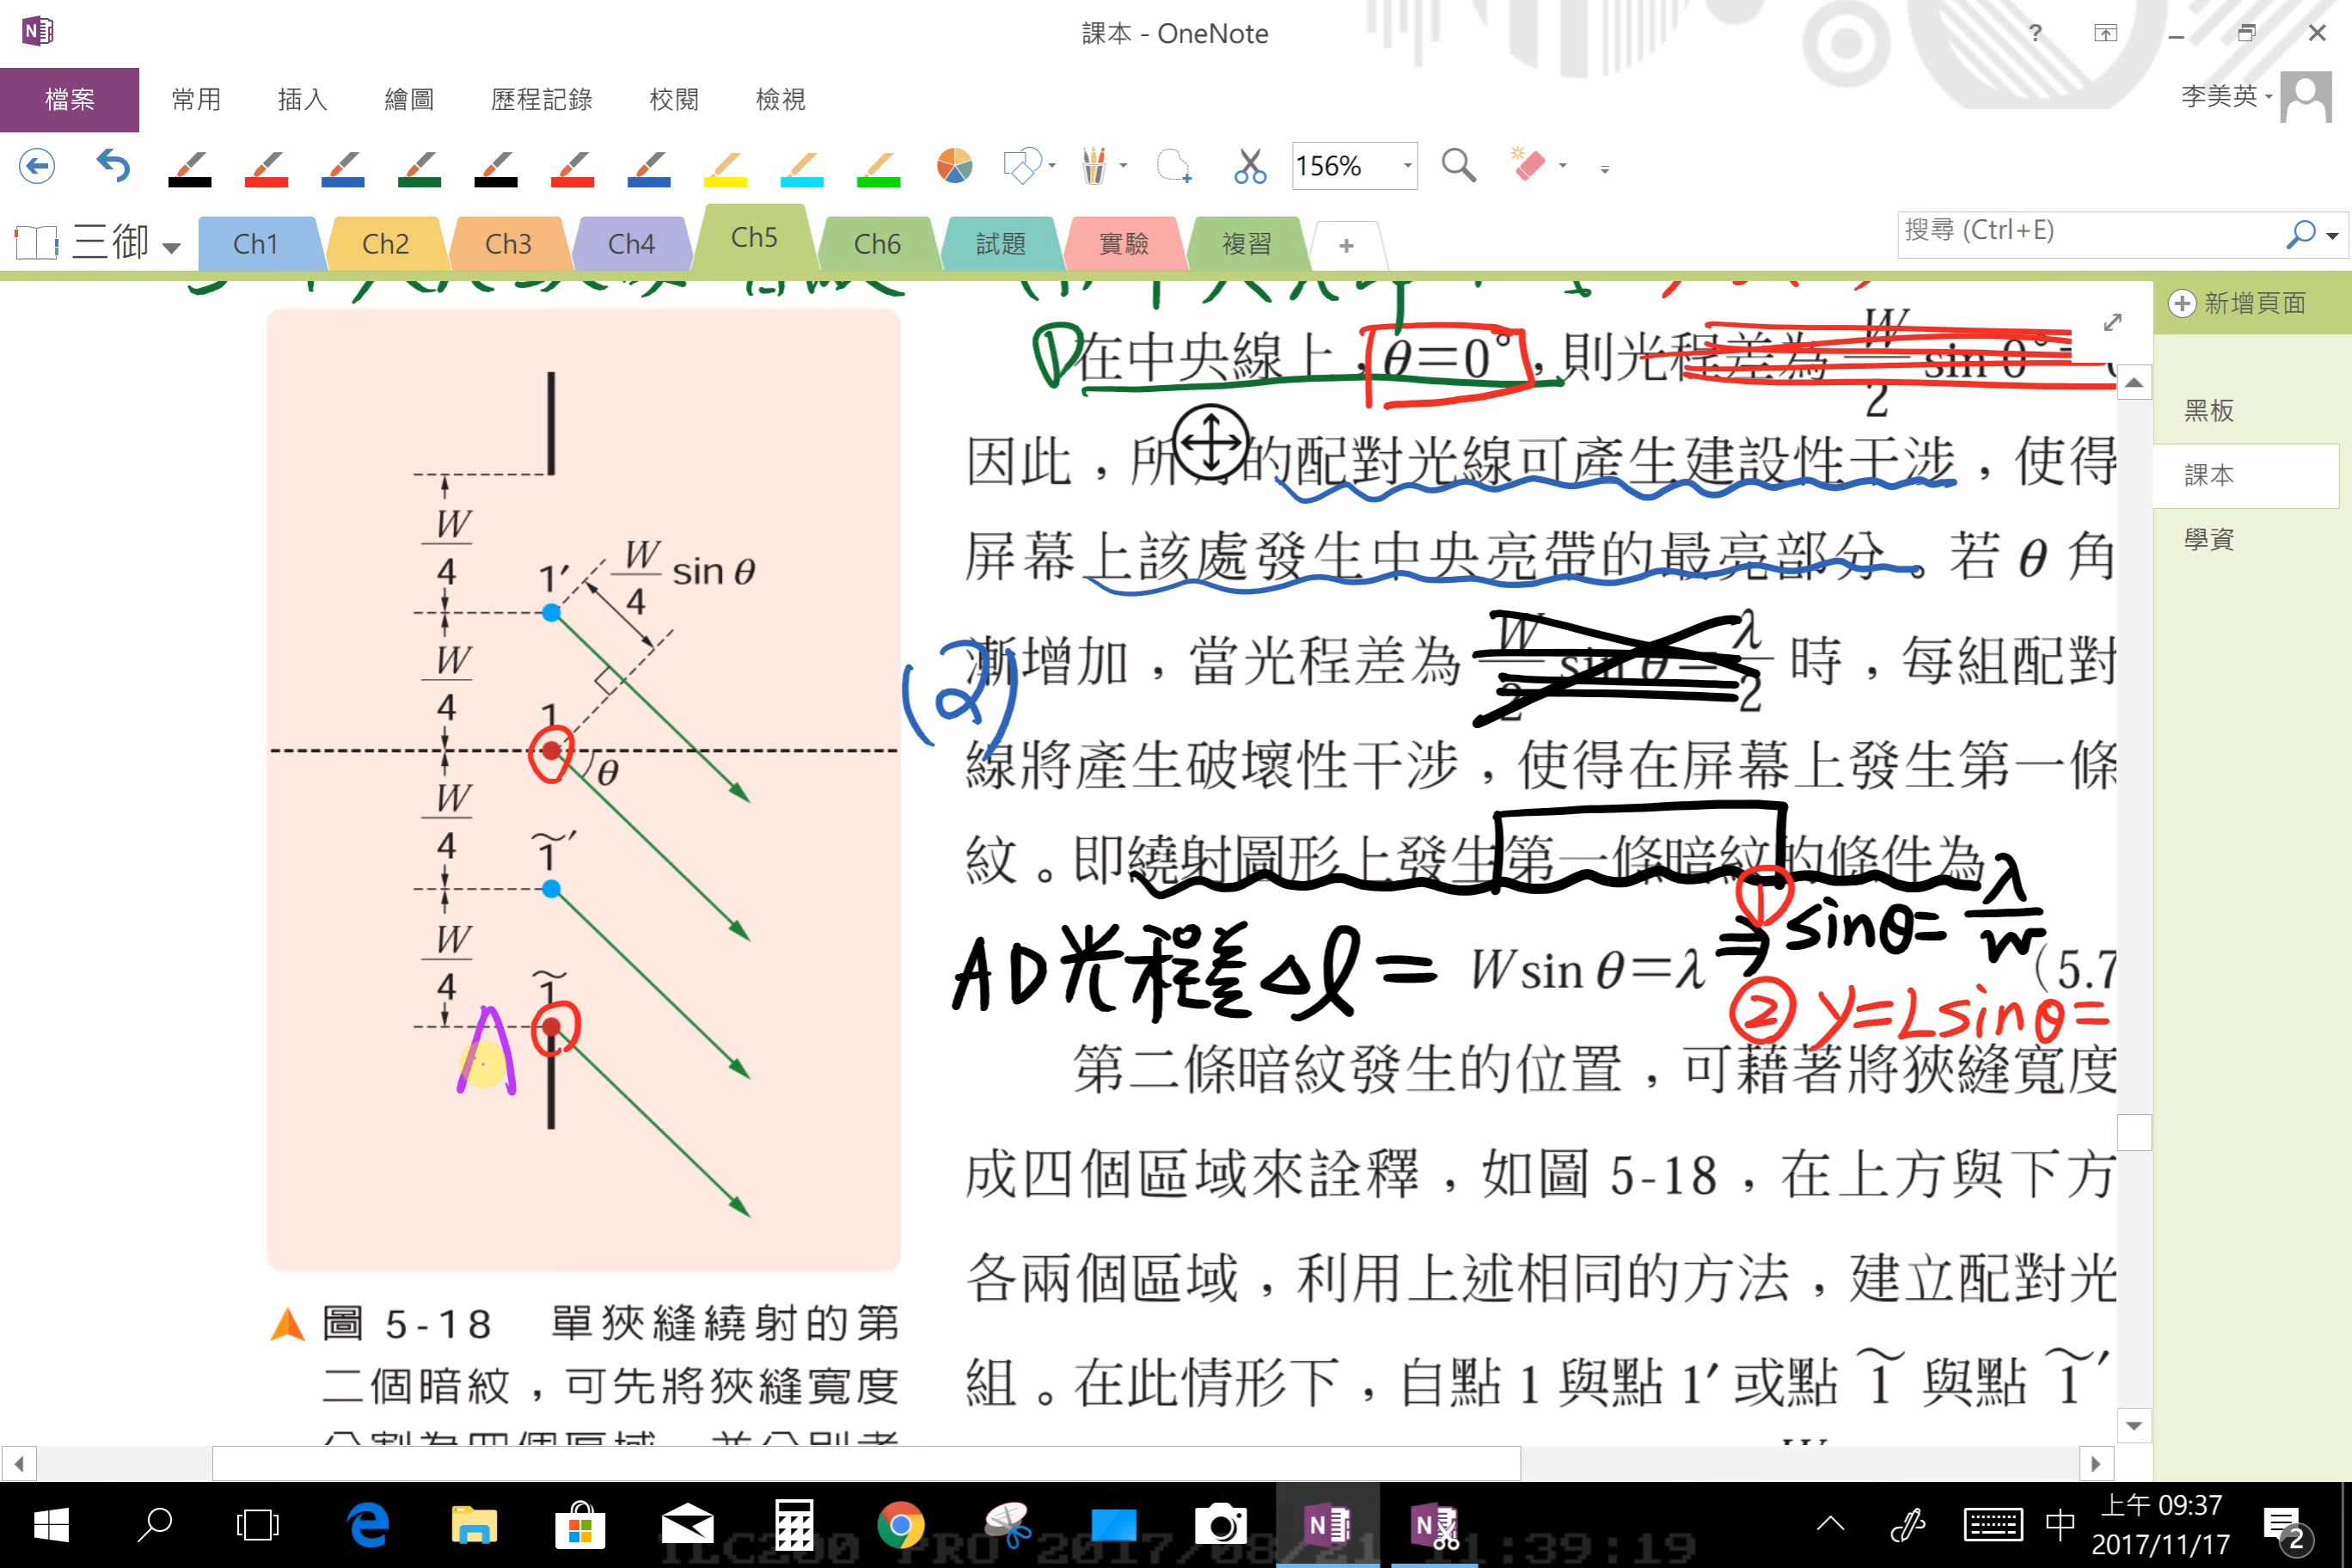 課本 - OneNote
?
檔案 常用 插入 繪圖 歷程記錄 校閱 檢視
李美英
156%
三御 Ch1 Ch2 Ch3 Ch4 Ch5 Ch6 試題 實驗 複習 +
搜尋 (Ctrl+E)
新增頁面
黑板
課本
學資
W/4
W/4
W/4
W/4
1′
W/4 sin θ
1
θ
1̃′
1̃
A
圖 5-18 單狹縫繞射的第
二個暗紋，可先將狹縫寬度
在中央線上，θ＝0°，則光程差為 W/2 sin 0°＝
因此，所 的配對光線可產生建設性干涉，使得
屏幕上該處發生中央亮帶的最亮部分。若 θ 角
(2)
漸增加，當光程差為 W/2 sin θ＝λ/2 時，每組配對
線將產生破壞性干涉，使得在屏幕上發生第一條
紋。即繞射圖形上發生第一條暗紋的條件為
AD光程差Δl = W sin θ＝λ ⇒ ① sinθ= λ/W (5.7
② y=Lsinθ=
第二條暗紋發生的位置，可藉著將狹縫寬度
成四個區域來詮釋，如圖 5-18，在上方與下方
各兩個區域，利用上述相同的方法，建立配對光
組。在此情形下，自點 1 與點 1′ 或點 1̃ 與點 1̃′
中
上午 09:37
2017/11/17
2
ILC200 PRO 2017/08/21 11:39:19